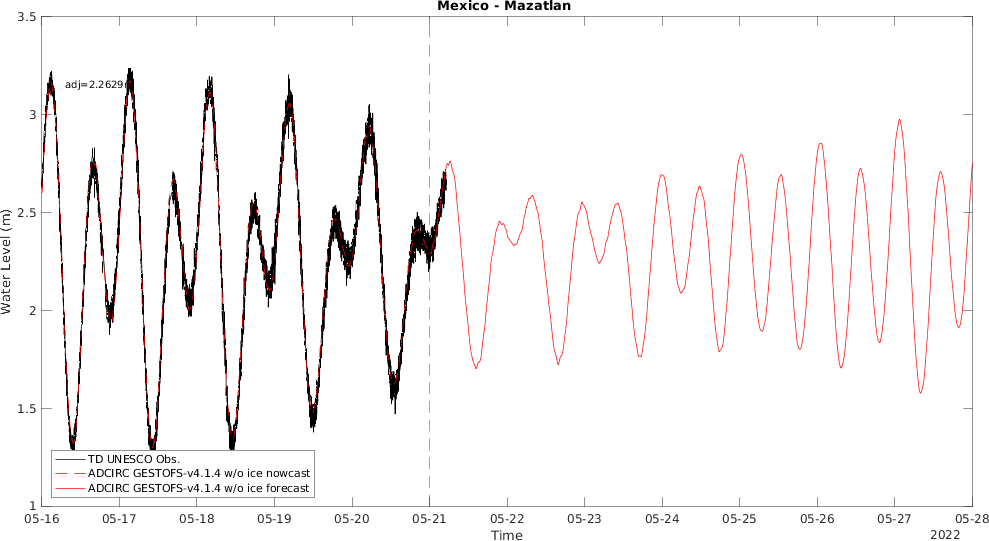 Mexico - Mazatlan
3.5
3
2.5
2
1.5
1
Water Level (m)
adj=2.2629
TD UNESCO Obs.
ADCIRC GESTOFS-v4.1.4 w/o ice nowcast
ADCIRC GESTOFS-v4.1.4 w/o ice forecast
05-16 05-17 05-18 05-19 05-20 05-21 05-22 05-23 05-24 05-25 05-26 05-27 05-28
Time
2022